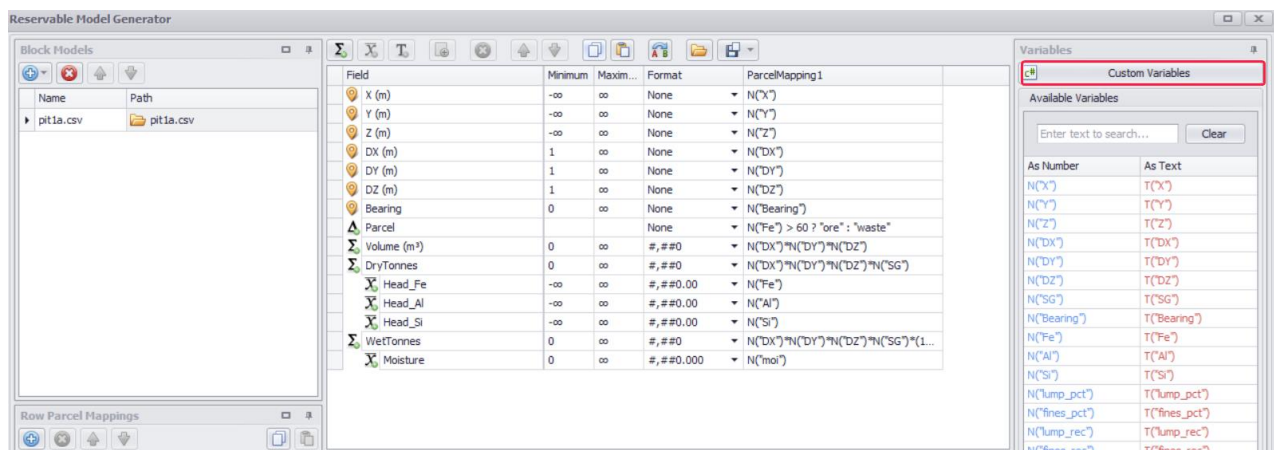 Reservable Model Generator
Block Models
Name Path
pit1a.csv pit1a.csv
Row Parcel Mappings
Field Minimum Maxim... Format ParcelMapping1
X (m) -∞ ∞ None N("X")
Y (m) -∞ ∞ None N("Y")
Z (m) -∞ ∞ None N("Z")
DX (m) 1 ∞ None N("DX")
DY (m) 1 ∞ None N("DY")
DZ (m) 1 ∞ None N("DZ")
Bearing 0 ∞ None N("Bearing")
Parcel None N("Fe") > 60 ? "ore" : "waste"
Volume (m³) 0 ∞ #,##0 N("DX")*N("DY")*N("DZ")
DryTonnes 0 ∞ #,##0 N("DX")*N("DY")*N("DZ")*N("SG")
Head_Fe -∞ ∞ #,##0.00 N("Fe")
Head_Al -∞ ∞ #,##0.00 N("Al")
Head_Si -∞ ∞ #,##0.00 N("Si")
WetTonnes 0 ∞ #,##0 N("DX")*N("DY")*N("DZ")*N("SG")*(1...
Moisture 0 ∞ #,##0.000 N("moi")
Variables
c# Custom Variables
Available Variables
Enter text to search... Clear
As Number As Text
N("X") T("X")
N("Y") T("Y")
N("Z") T("Z")
N("DX") T("DX")
N("DY") T("DY")
N("DZ") T("DZ")
N("SG") T("SG")
N("Bearing") T("Bearing")
N("Fe") T("Fe")
N("Al") T("Al")
N("Si") T("Si")
N("lump_pct") T("lump_pct")
N("fines_pct") T("fines_pct")
N("lump_rec") T("lump_rec")